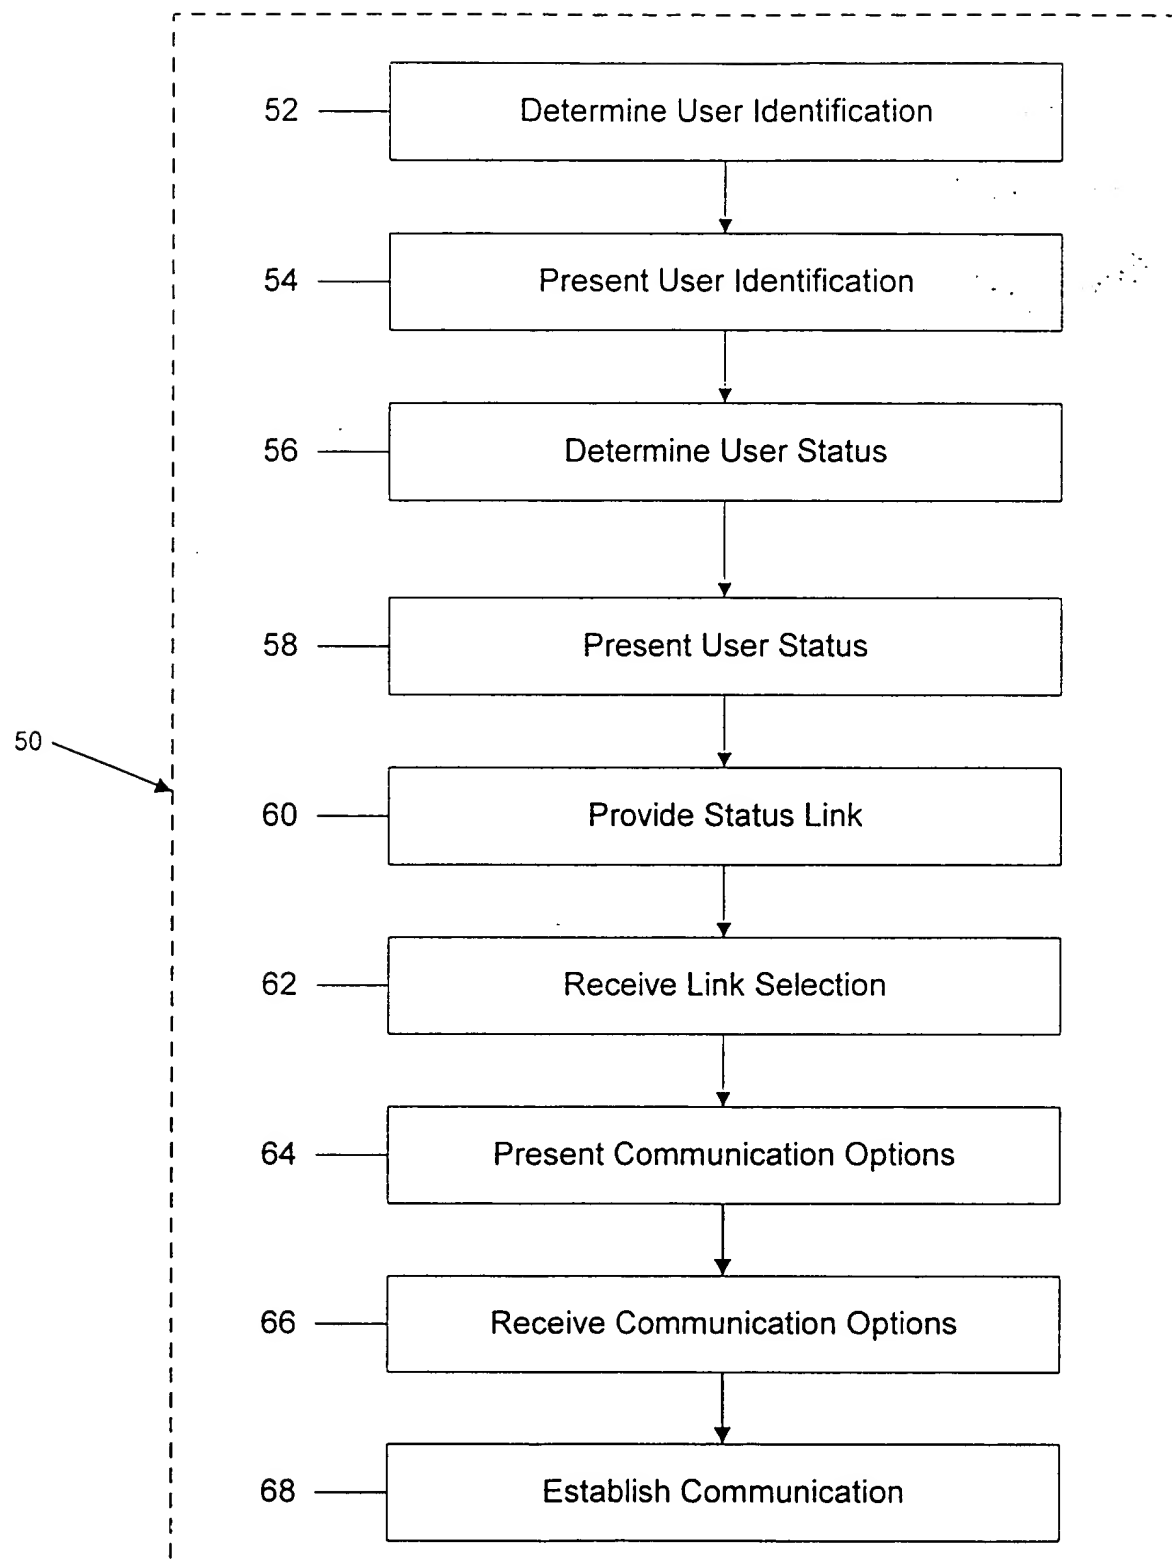 52 Determine User Identification
54 Present User Identification
56 Determine User Status
58 Present User Status
50
60 Provide Status Link
62 Receive Link Selection
64 Present Communication Options
66 Receive Communication Options
68 Establish Communication